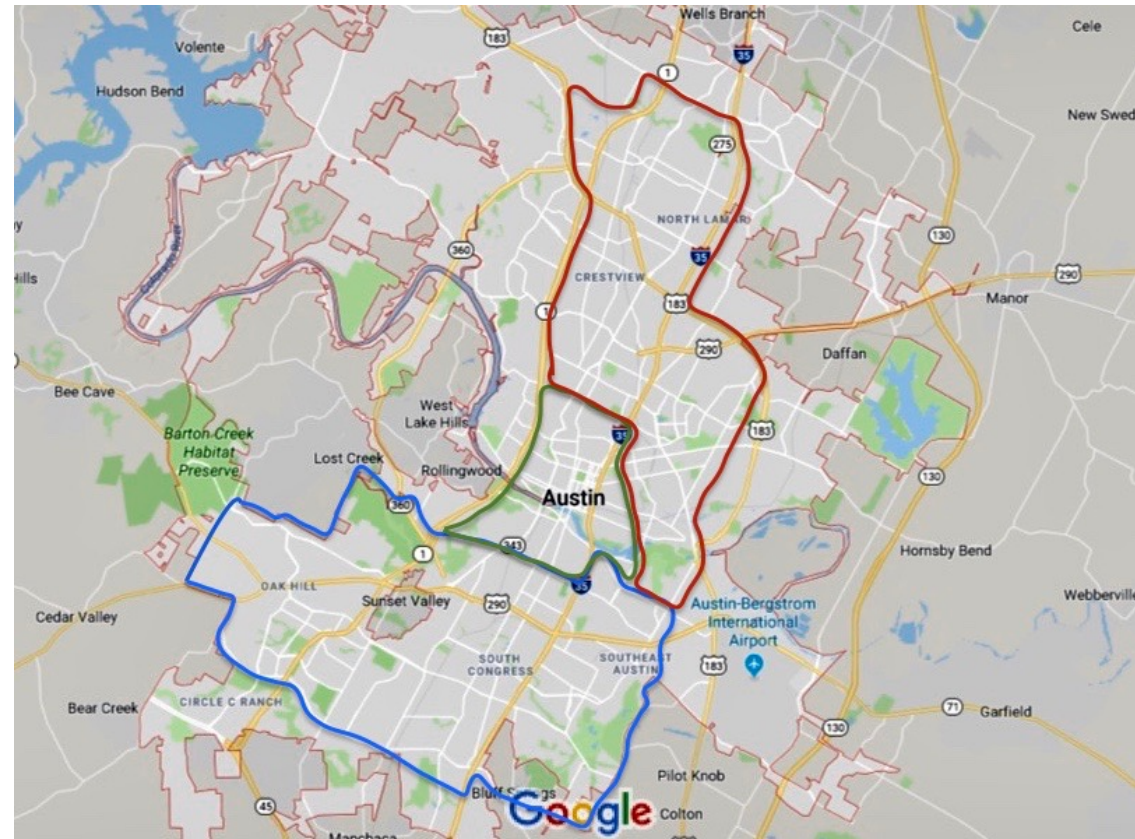 Wells Branch
Cele
183
Volente
35
1
Hudson Bend
New Swed
275
NORTH LAMAR
Colorado River
130
360
35
CRESTVIEW
290
Hills
183
Manor
1
290
Daffan
Bee Cave
West
Lake Hills
183
35
Barton Creek
Habitat
Preserve
Lost Creek
Rollingwood
130
Austin
360
343
Hornsby Bend
1
OAK HILL
35
Sunset Valley
290
Webberville
Cedar Valley
Austin-Bergstrom
International
Airport
SOUTH
CONGRESS
SOUTHEAST
AUSTIN
183
CIRCLE C RANCH
Bear Creek
71
Garfield
130
Pilot Knob
Bluff Springs
Google
45
Colton
Manchaca